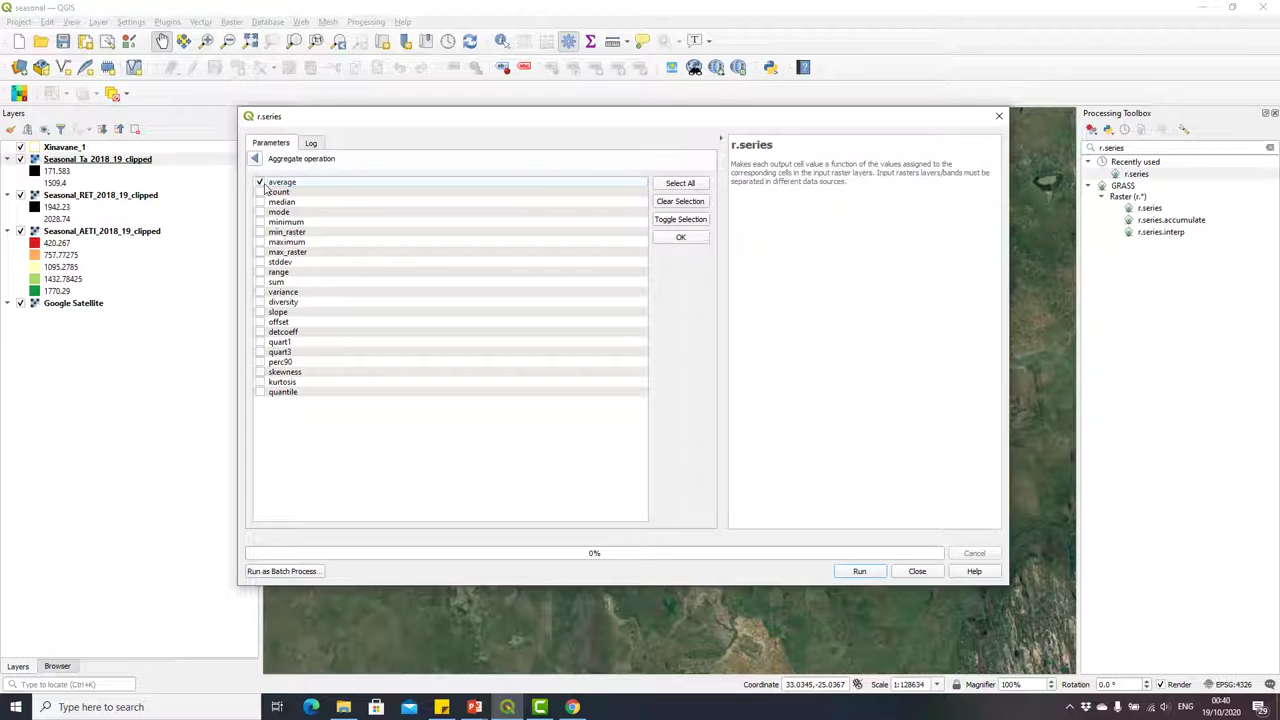 seasonal — QGIS
Project Edit View Layer Settings Plugins Vector Raster Database Web Mesh Processing Help
Layers
Xinavane_1
Seasonal_Ta_2018_19_clipped
171.583
1509.4
Seasonal_RET_2018_19_clipped
1942.23
2028.74
Seasonal_AETI_2018_19_clipped
420.267
757.77275
1095.2785
1432.78425
1770.29
Google Satellite
r.series
Parameters Log
Aggregate operation
average
count
median
mode
minimum
min_raster
maximum
max_raster
stddev
range
sum
variance
diversity
slope
offset
detcoeff
quart1
quart3
perc90
skewness
kurtosis
quantile
Select All
Clear Selection
Toggle Selection
OK
r.series
Makes each output cell value a function of the values assigned to the
corresponding cells in the input raster layers. Input rasters layers/bands must be
separated in different data sources.
0%
Cancel
Run as Batch Process...
Run Close Help
Processing Toolbox
r.series
Recently used
r.series
GRASS
Raster (r.*)
r.series
r.series.accumulate
r.series.interp
Layers Browser
Type to locate (Ctrl+K)
Coordinate 33.0345,-25.0367 Scale 1:128634 Magnifier 100% Rotation 0.0 ° Render EPSG:4326
Type here to search
ENG
00:40
19/10/2020
29